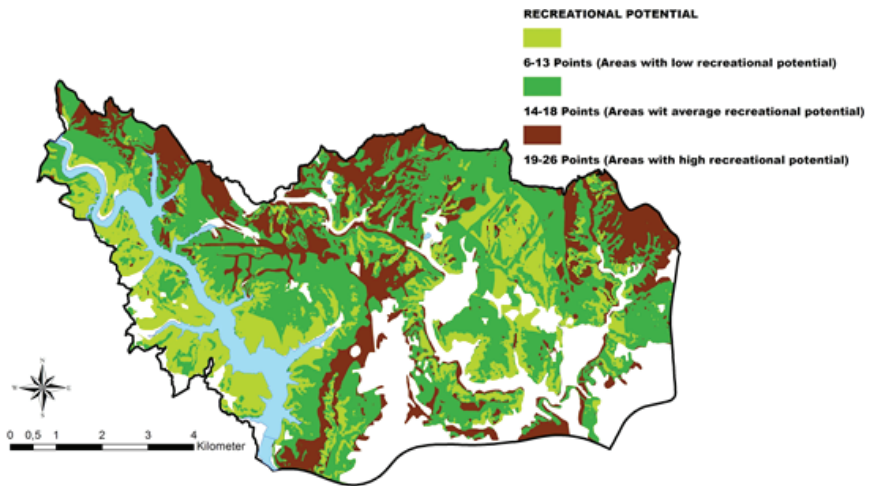 RECREATIONAL POTENTIAL
6-13 Points (Areas with low recreational potential)
14-18 Points (Areas wit average recreational potential)
19-26 Points (Areas with high recreational potential)
N
W E
S
0 0,5 1 2 3 4
Kilometer